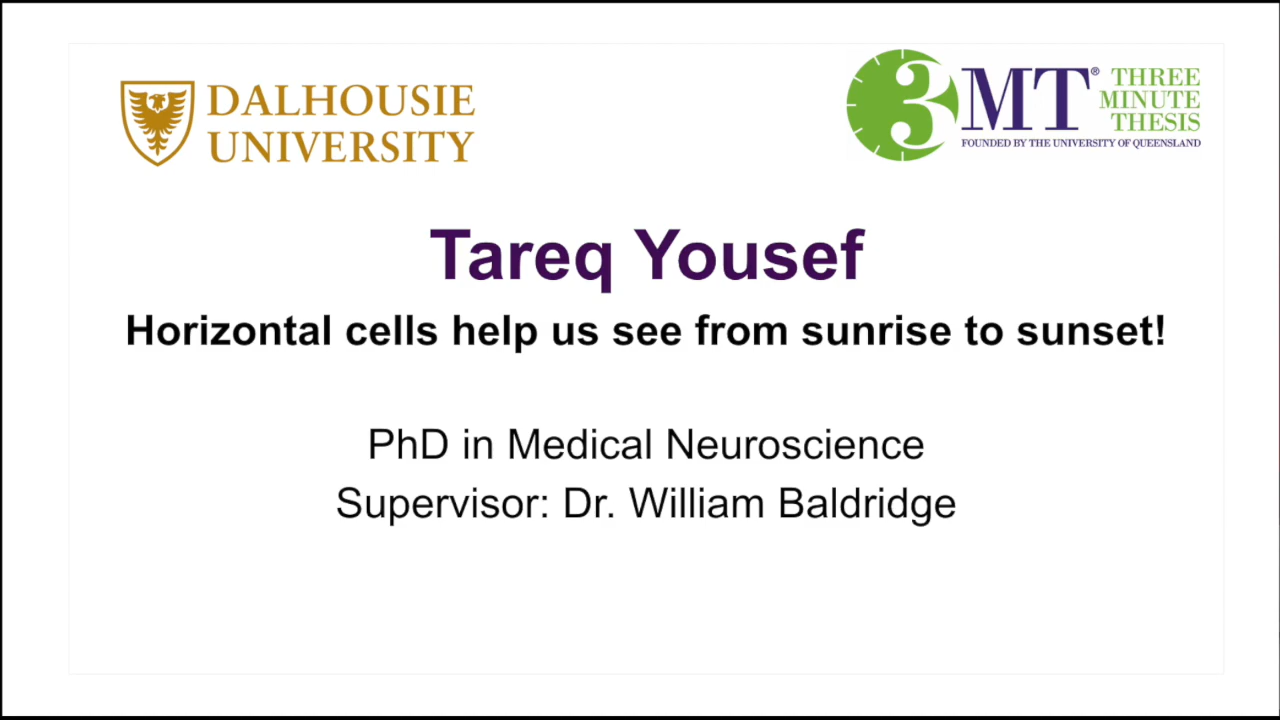 DALHOUSIE
UNIVERSITY
3MT® THREE
MINUTE
THESIS
FOUNDED BY THE UNIVERSITY OF QUEENSLAND
Tareq Yousef
Horizontal cells help us see from sunrise to sunset!
PhD in Medical Neuroscience
Supervisor: Dr. William Baldridge